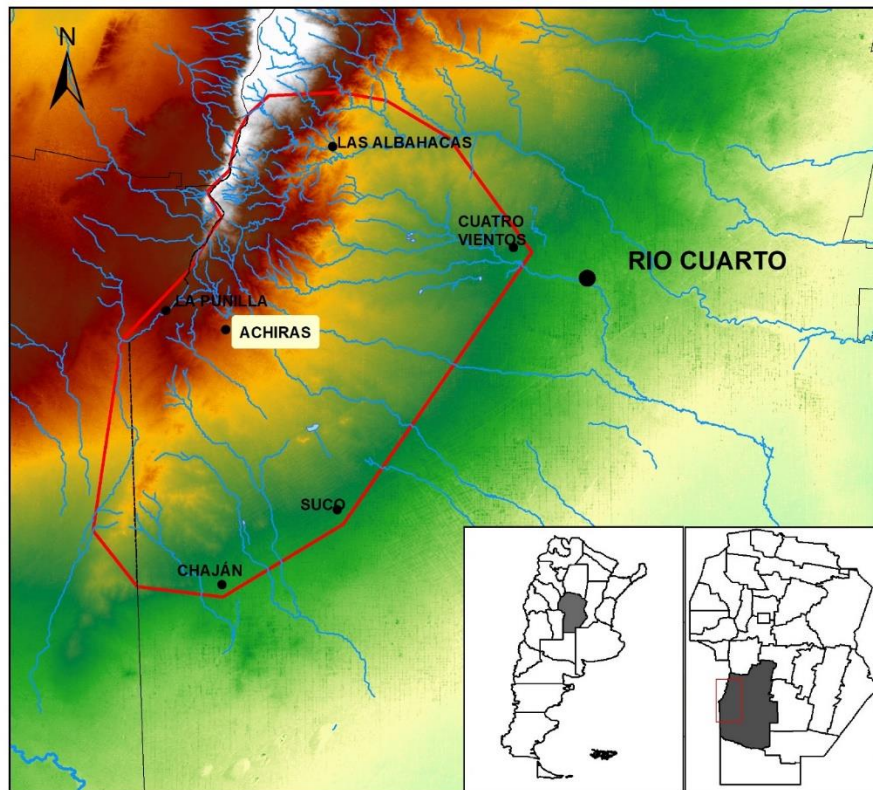 N
LAS ALBAHACAS
CUATRO
VIENTOS
RIO CUARTO
LA PUNILLA
ACHIRAS
SUCO
CHAJÁN